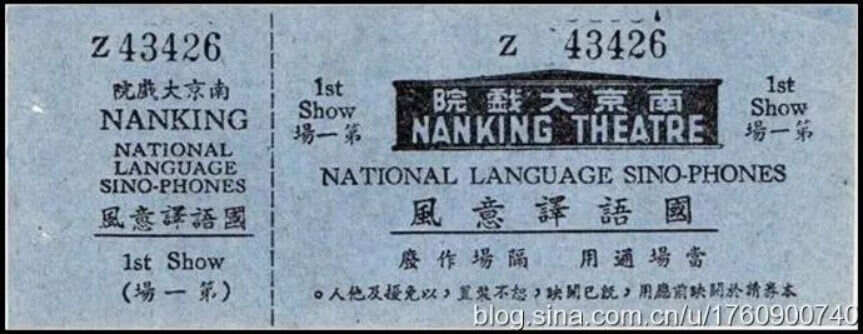 Z 43426
南京大戲院
NANKING
NATIONAL
LANGUAGE
SINO-PHONES
國語譯意風
1st Show
(第一場)
Z 43426
1st
Show
第一場
南京大戲院
NANKING THEATRE
1st
Show
第一場
NATIONAL LANGUAGE SINO-PHONES
國語譯意風
當場適用 隔場作廢
本券請於開映前應用，既已開映，恕不裝置，以免擾及他人。
blog.sina.com.cn/u/1760900740